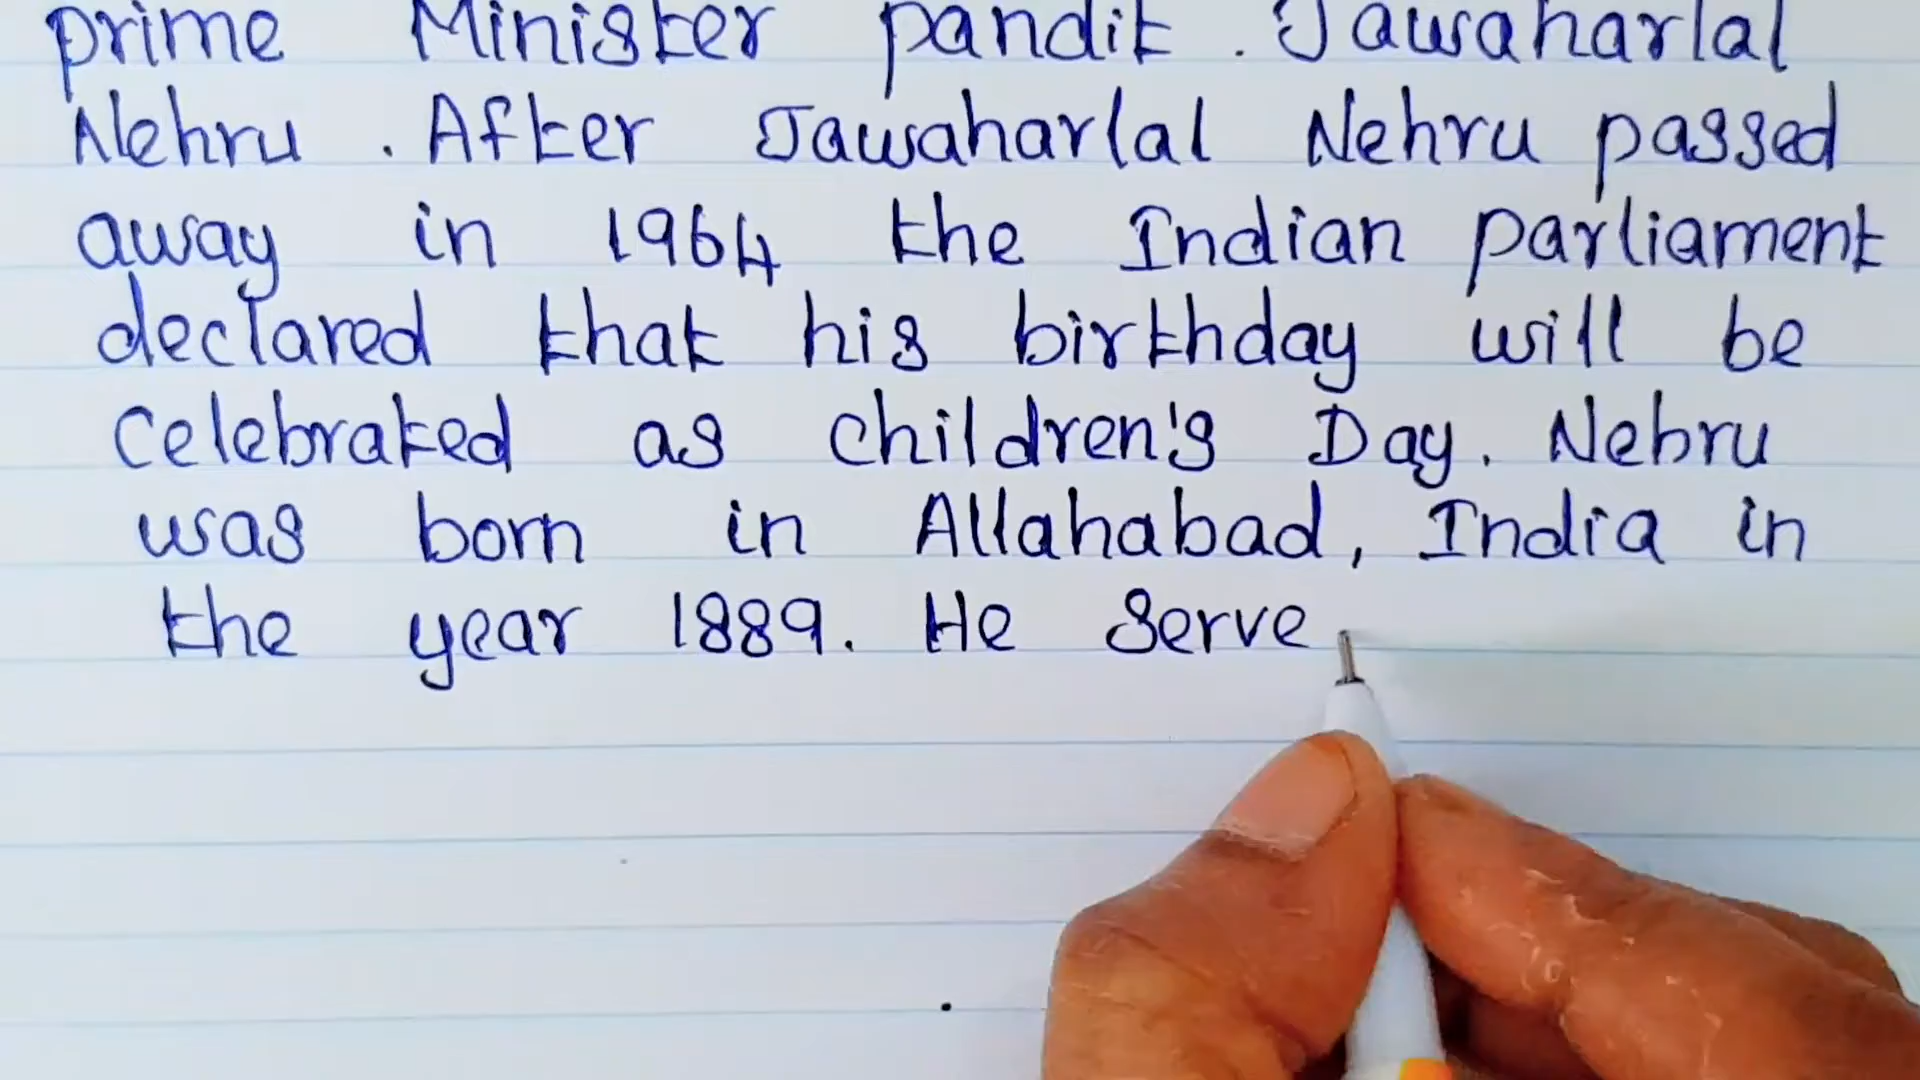 prime Minister pandit . Jawaharlal
Nehru . After Jawaharlal Nehru passed
away in 1964 the Indian parliament
declared that his birthday will be
celebrated as children's Day. Nehru
was born in Allahabad, India in
the year 1889. He Serve